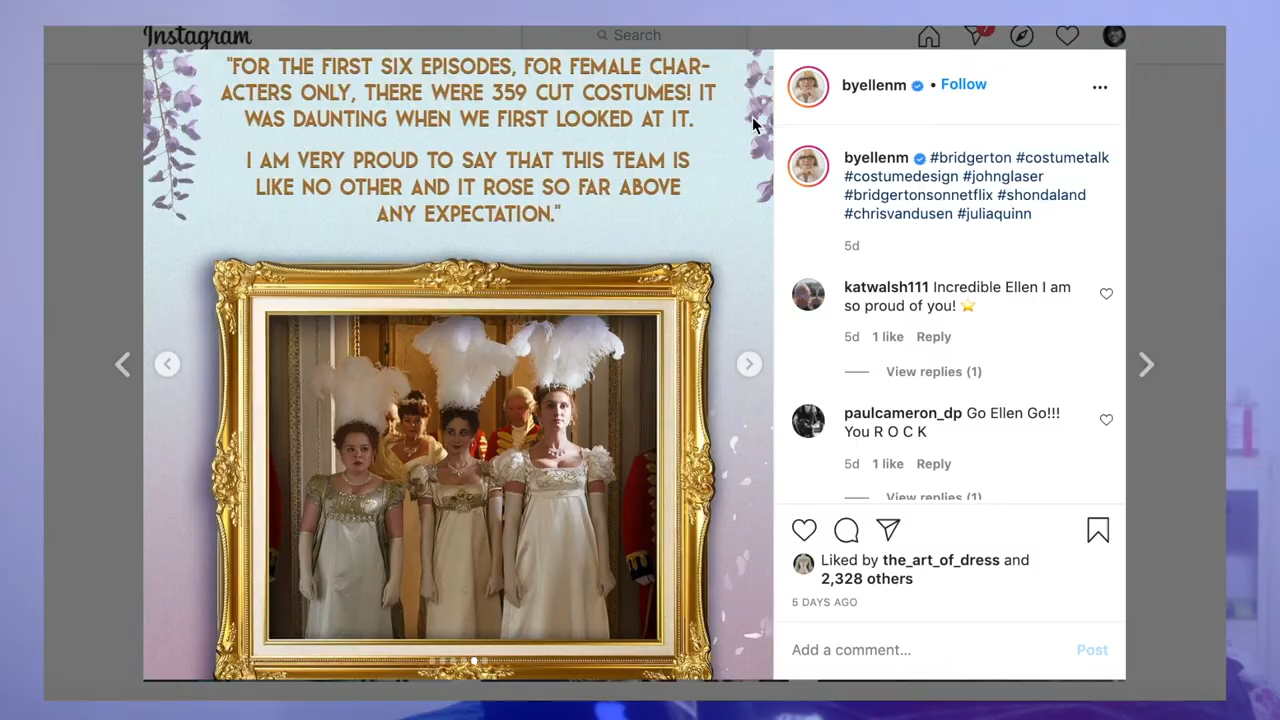 Instagram
Search
"FOR THE FIRST SIX EPISODES, FOR FEMALE CHAR-
ACTERS ONLY, THERE WERE 359 CUT COSTUMES! IT
WAS DAUNTING WHEN WE FIRST LOOKED AT IT.
I AM VERY PROUD TO SAY THAT THIS TEAM IS
LIKE NO OTHER AND IT ROSE SO FAR ABOVE
ANY EXPECTATION."
byellenm • Follow
byellenm #bridgerton #costumetalk
#costumedesign #johnglaser
#bridgertonsonnetflix #shondaland
#chrisvandusen #juliaquinn
5d
katwalsh111 Incredible Ellen I am
so proud of you! ⭐
5d 1 like Reply
View replies (1)
paulcameron_dp Go Ellen Go!!!
You R O C K
5d 1 like Reply
View replies (1)
Liked by the_art_of_dress and
2,328 others
5 DAYS AGO
Add a comment... Post